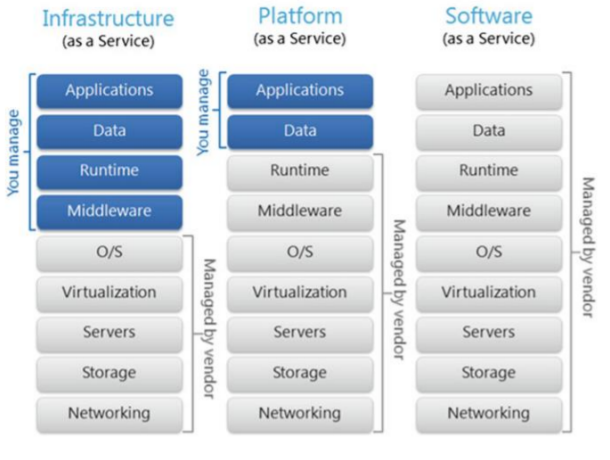 Infrastructure
(as a Service)
You manage
Applications
Data
Runtime
Middleware
O/S
Virtualization
Servers
Storage
Networking
Managed by vendor
Platform
(as a Service)
You manage
Applications
Data
Runtime
Middleware
O/S
Virtualization
Servers
Storage
Networking
Managed by vendor
Software
(as a Service)
Applications
Data
Runtime
Middleware
O/S
Virtualization
Servers
Storage
Networking
Managed by vendor